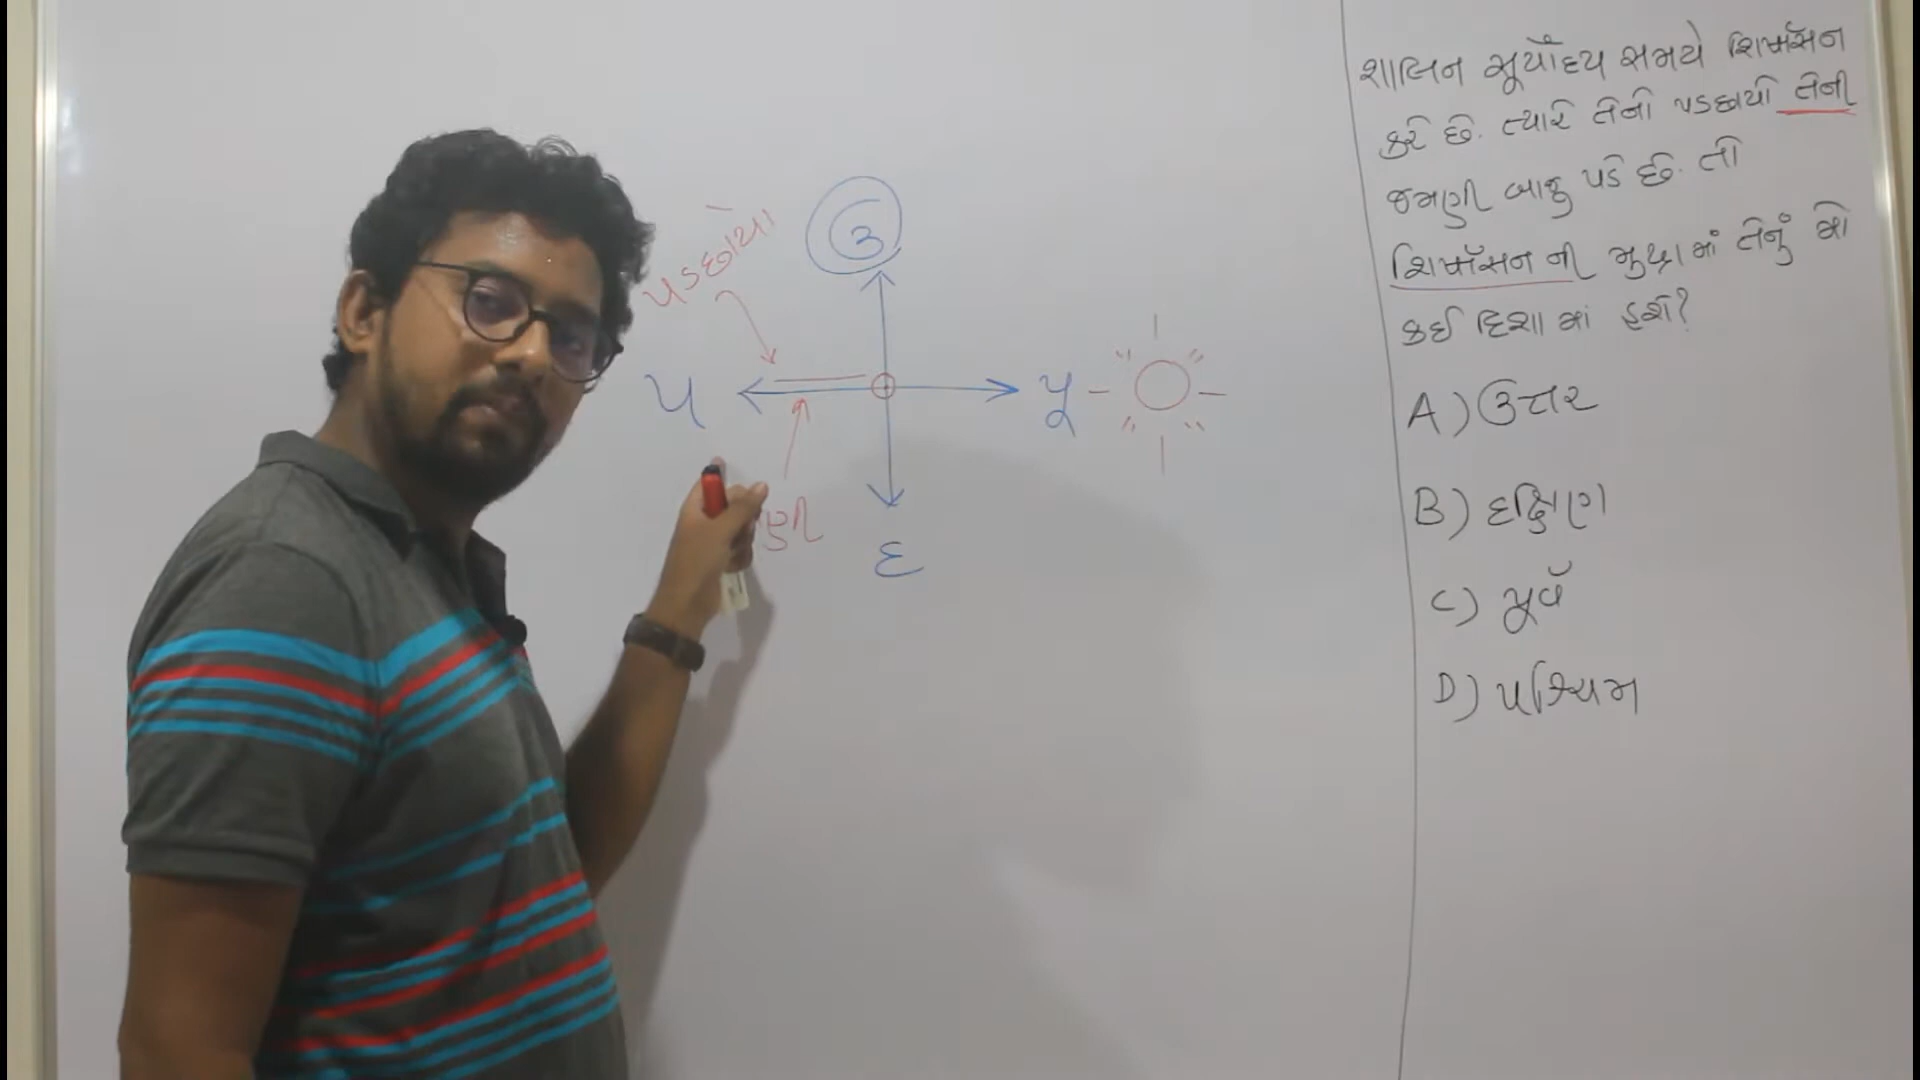 શાલિન સૂર્યોદય સમયે શિર્ષાસન
કરે છે. ત્યારે તેનો પડછાયો તેની
જમણી બાજુ પડે છે. તો
શિર્ષાસન ની મુદ્રા માં તેનું મો
કઈ દિશા માં હશે?
A) ઉત્તર
B) દક્ષિણ
C) પૂર્વ
D) પશ્ચિમ
પડછાયો
ઉ
પ
પૂ
ણી
દ